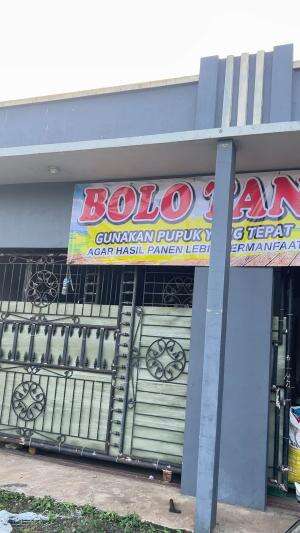 BOLO TAN
GUNAKAN PUPUK YANG TEPAT
AGAR HASIL PANEN LEBIH BERMANFAAT